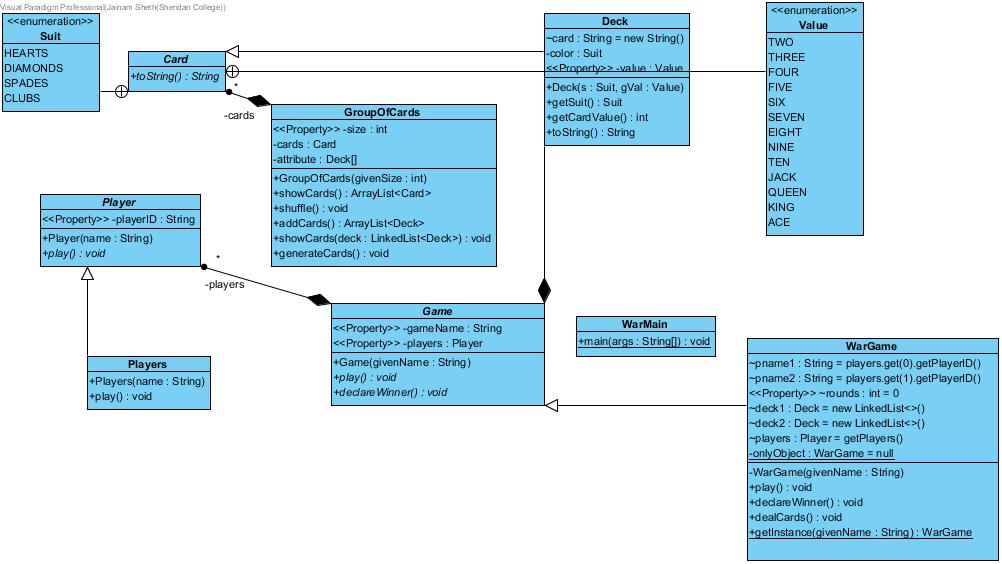 Visual Paradigm Professional(Jainam Sheth(Sheridan College))
<<enumeration>>
Suit
HEARTS
DIAMONDS
SPADES
CLUBS
Card
+toString() : String
*
-cards
GroupOfCards
<<Property>> -size : int
-cards : Card
-attribute : Deck[]
+GroupOfCards(givenSize : int)
+showCards() : ArrayList<Card>
+shuffle() : void
+addCards() : ArrayList<Deck>
+showCards(deck : LinkedList<Deck>) : void
+generateCards() : void
Deck
~card : String = new String()
-color : Suit
<<Property>> -value : Value
+Deck(s : Suit, gVal : Value)
+getSuit() : Suit
+getCardValue() : int
+toString() : String
<<enumeration>>
Value
TWO
THREE
FOUR
FIVE
SIX
SEVEN
EIGHT
NINE
TEN
JACK
QUEEN
KING
ACE
Player
<<Property>> -playerID : String
+Player(name : String)
+play() : void
*
-players
Players
+Players(name : String)
+play() : void
Game
<<Property>> -gameName : String
<<Property>> -players : Player
+Game(givenName : String)
+play() : void
+declareWinner() : void
WarMain
+main(args : String[]) : void
WarGame
~pname1 : String = players.get(0).getPlayerID()
~pname2 : String = players.get(1).getPlayerID()
<<Property>> ~rounds : int = 0
~deck1 : Deck = new LinkedList<>()
~deck2 : Deck = new LinkedList<>()
~players : Player = getPlayers()
-onlyObject : WarGame = null
-WarGame(givenName : String)
+play() : void
+declareWinner() : void
+dealCards() : void
+getInstance(givenName : String) : WarGame